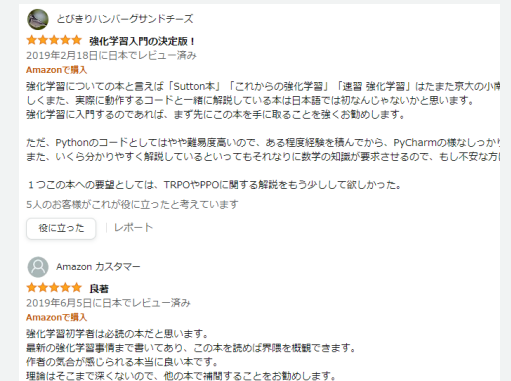 とびきりハンバーグサンドチーズ
強化学習入門の決定版！
2019年2月18日に日本でレビュー済み
Amazonで購入
強化学習についての本と言えば「Sutton本」「これからの強化学習」「速習 強化学習」はたまた京大の小南
しくまた、実際に動作するコードと一緒に解説している本は日本語では初なんじゃないかと思います。
強化学習に入門するのであれば、まず先にこの本を手に取ることを強くお勧めします。
ただ、Pythonのコードとしてはやや難易度高いので、ある程度経験を積んでから、PyCharmの様なしっかり
また、いくら分かりやすく解説しているといってもそれなりに数学の知識が要求させるので、もし不安な方は
１つこの本への要望としては、TRPOやPPOに関する解説をもう少しして欲しかった。
5人のお客様がこれが役に立ったと考えています
役に立った レポート
Amazon カスタマー
良著
2019年6月5日に日本でレビュー済み
Amazonで購入
強化学習初学者は必読の本だと思います。
最新の強化学習事情まで書いてあり、この本を読めば界隈を概観できます。
作者の気合が感じられる本当に良い本です。
理論はそこまで深くないので、他の本で補間することをお勧めします。